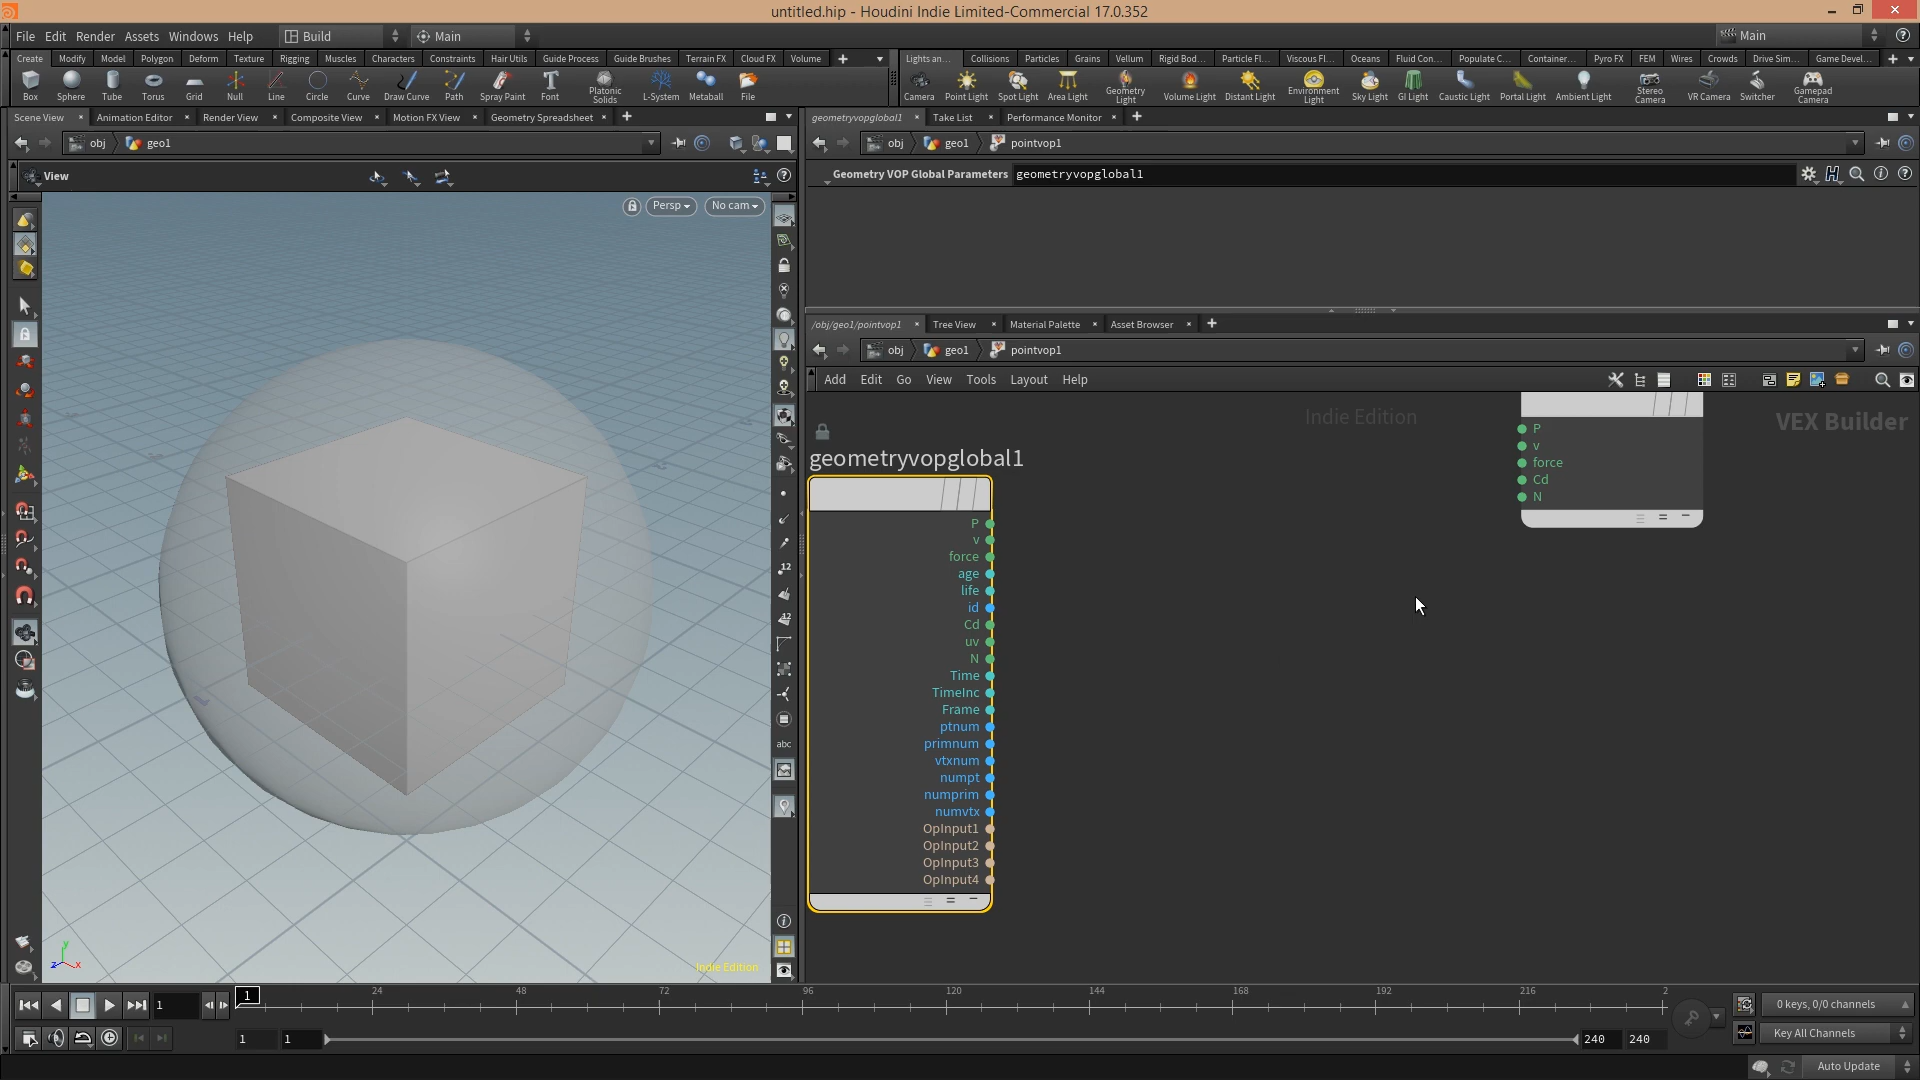 untitled.hip - Houdini Indie Limited-Commercial 17.0.352
File Edit Render Assets Windows Help Build Main Main
Create Modify Model Polygon Deform Texture Rigging Muscles Characters Constraints Hair Utils Guide Process Guide Brushes Terrain FX Cloud FX Volume
Lights an... Collisions Particles Grains Vellum Rigid Bod... Particle Fl... Viscous Fl... Oceans Fluid Con... Populate C... Container... Pyro FX FEM Wires Crowds Drive Sim... Game Devel...
Box Sphere Tube Torus Grid Null Line Circle Curve Draw Curve Path Spray Paint Font Platonic Solids L-System Metaball File
Camera Point Light Spot Light Area Light Geometry Light Volume Light Distant Light Environment Light Sky Light GI Light Caustic Light Portal Light Ambient Light Stereo Camera VR Camera Switcher Gamepad Camera
Scene View Animation Editor Render View Composite View Motion FX View Geometry Spreadsheet
geometryvopglobal1 Take List Performance Monitor
obj geo1
obj geo1 pointvop1
View
Geometry VOP Global Parameters geometryvopglobal1
Persp No cam
/obj/geo1/pointvop1 Tree View Material Palette Asset Browser
obj geo1 pointvop1
Add Edit Go View Tools Layout Help
Indie Edition
VEX Builder
geometryvopglobal1
P
v
force
age
life
id
Cd
uv
N
Time
TimeInc
Frame
ptnum
primnum
vtxnum
numpt
numprim
numvtx
OpInput1
OpInput2
OpInput3
OpInput4
P
v
force
Cd
N
12
12
abc
y
z x
Indie Edition
1 1 24 48 72 96 120 144 168 192 216 2
0 keys, 0/0 channels
1 1 240 240
Key All Channels
Auto Update